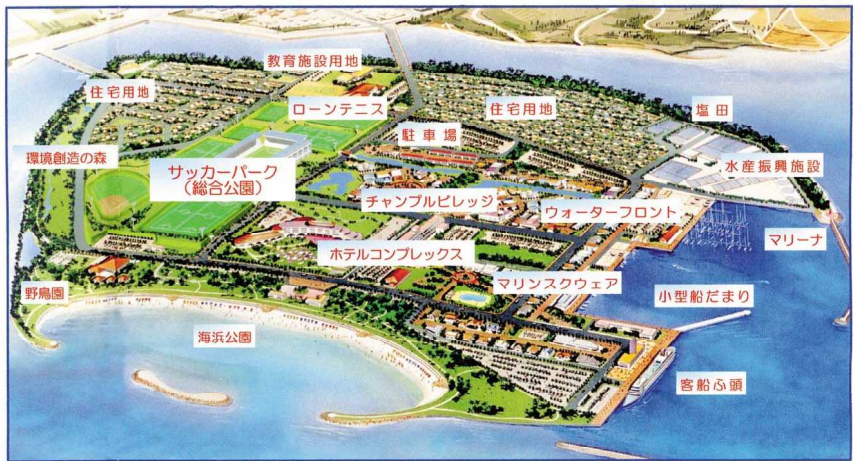 教育施設用地
住宅用地
ローンテニス
住宅用地
塩田
駐車場
環境創造の森
サッカーパーク
(総合公園)
水産振興施設
チャンプルビレッジ
ウォーターフロント
マリーナ
ホテルコンプレックス
マリンスクウェア
野鳥園
小型船だまり
海浜公園
客船ふ頭